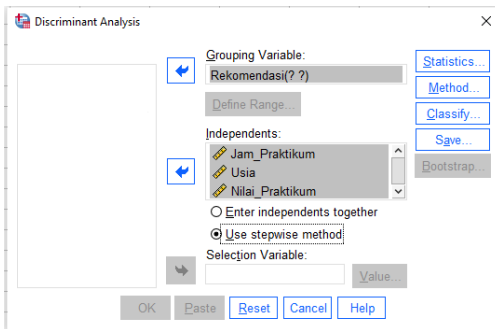 Discriminant Analysis
Grouping Variable:
Rekomendasi(? ?)
Define Range...
Independents:
Jam_Praktikum
Usia
Nilai_Praktikum
Enter independents together
Use stepwise method
Selection Variable:
Value...
Statistics...
Method...
Classify...
Save...
Bootstrap...
OK Paste Reset Cancel Help